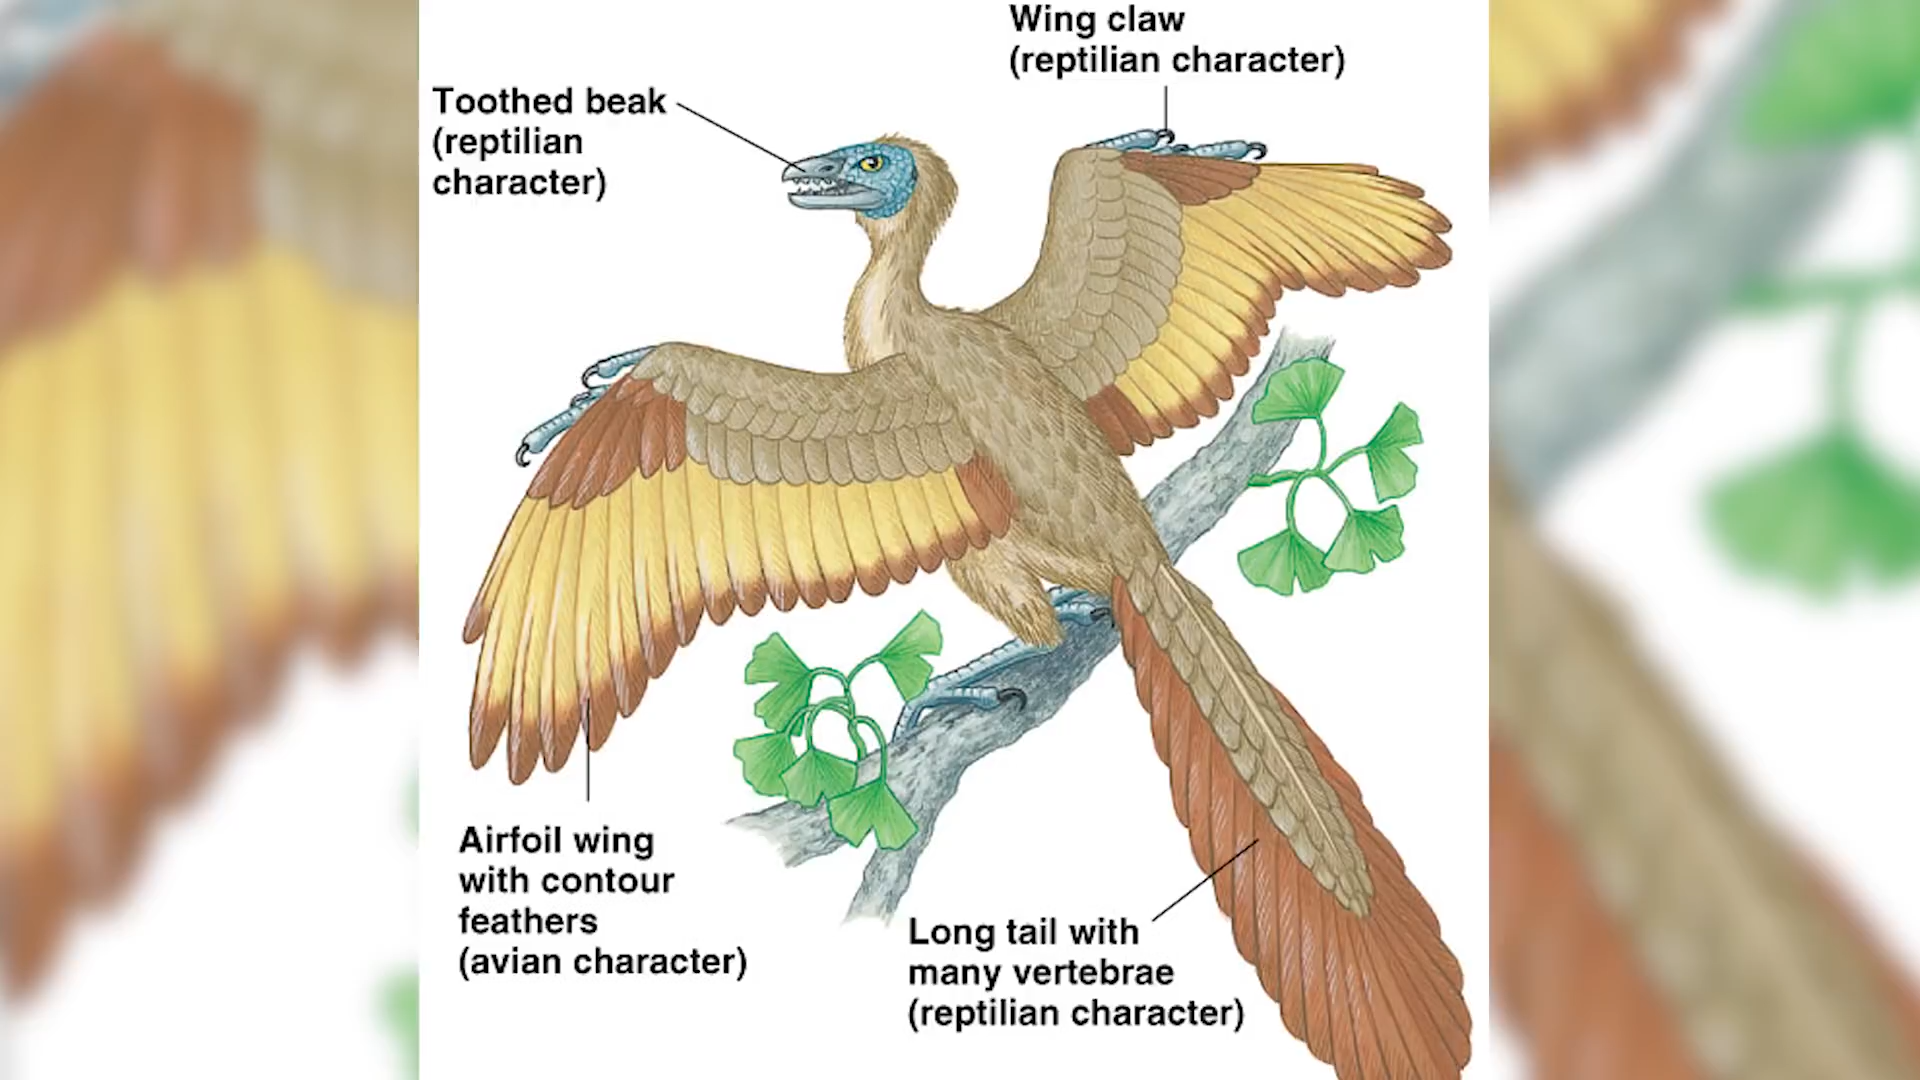 Wing claw
(reptilian character)
Toothed beak
(reptilian
character)
Airfoil wing
with contour
feathers
(avian character)
Long tail with
many vertebrae
(reptilian character)